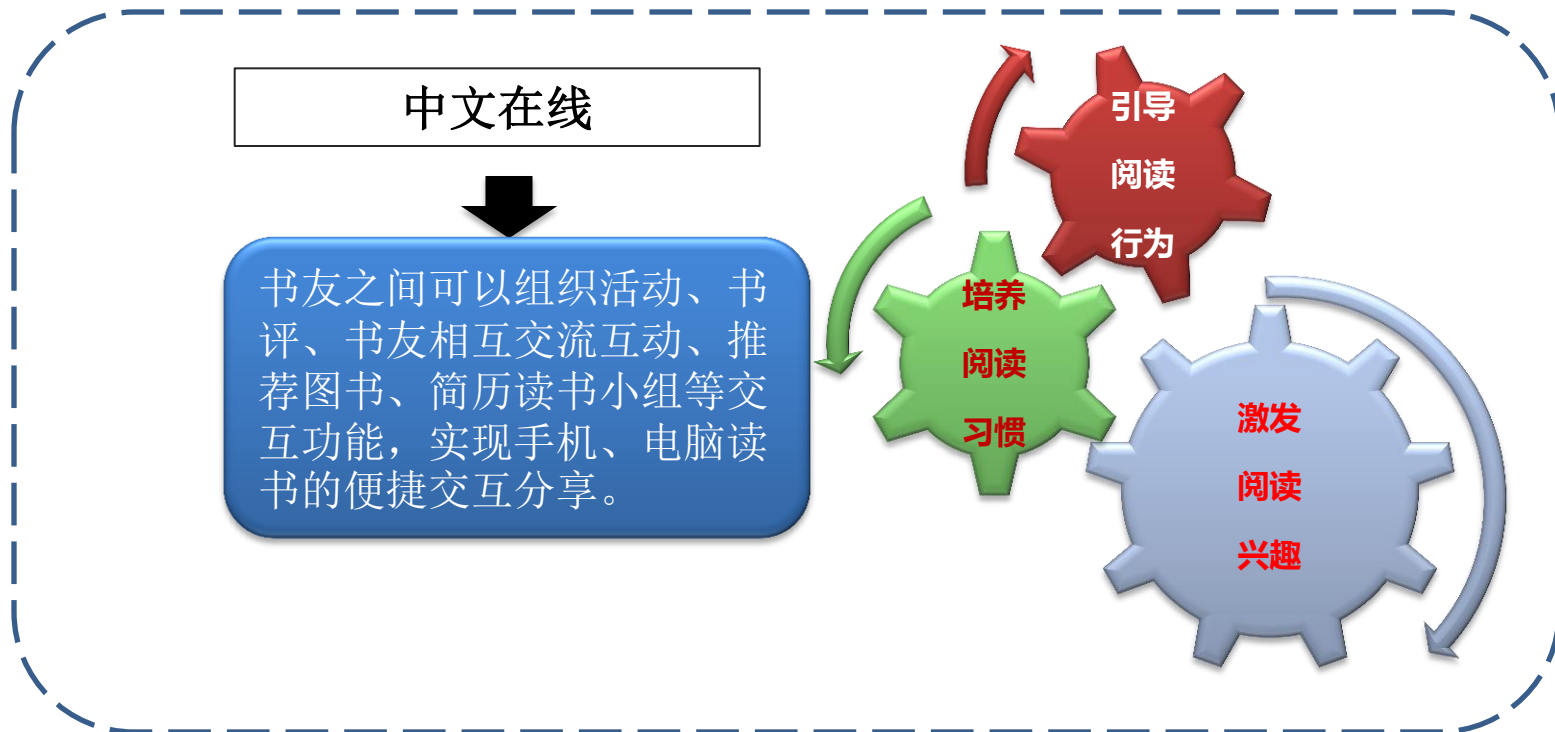 中文在线
书友之间可以组织活动、书
评、书友相互交流互动、推
荐图书、简历读书小组等交
互功能，实现手机、电脑读
书的便捷交互分享。
引导
阅读
行为
培养
阅读
习惯
激发
阅读
兴趣